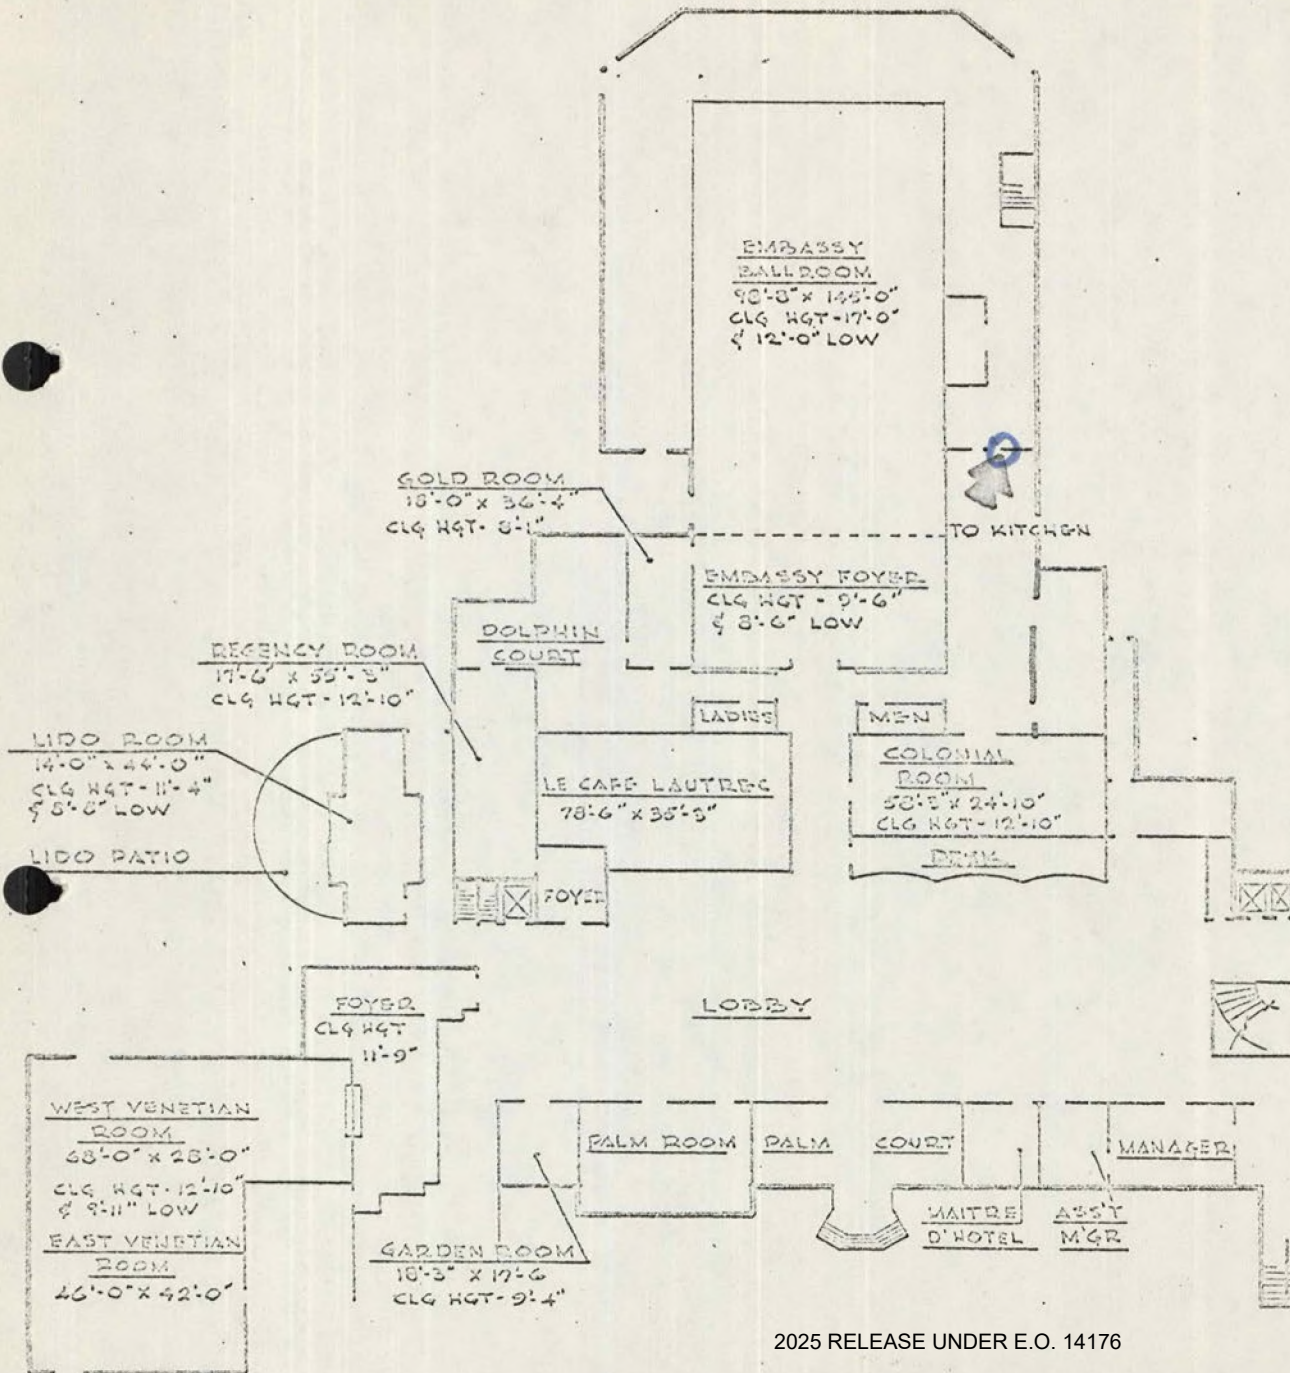 EMBASSY
BALLROOM
98'-8" x 145'-0"
CLG HGT - 17'-0"
& 12'-0" LOW
GOLD ROOM
18'-0" x 36'-4"
CLG HGT - 8'-1"
TO KITCHEN
EMBASSY FOYER
CLG HGT - 9'-6"
& 8'-6" LOW
DOLPHIN
COURT
REGENCY ROOM
17'-6" x 55'-3"
CLG HGT - 12'-10"
LADIES
MEN
LIDO ROOM
14'-0" x 44'-0"
CLG HGT - 11'-4"
& 8'-8" LOW
LE CAFE LAUTREC
78'-6" x 35'-3"
COLONIAL
ROOM
58'-3" x 24'-10"
CLG HGT - 12'-10"
LIDO PATIO
FOYER
FOYER
CLG HGT
11'-9"
LOBBY
WEST VENETIAN
ROOM
68'-0" x 28'-0"
CLG HGT - 12'-10"
& 9'-11" LOW
EAST VENETIAN
ROOM
46'-0" x 42'-0"
PALM ROOM
PALM COURT
MANAGER
MAITRE
D'HOTEL
ASS'T
M'GR
GARDEN ROOM
18'-3" x 17'-6
CLG HGT - 9'-4"
2025 RELEASE UNDER E.O. 14176